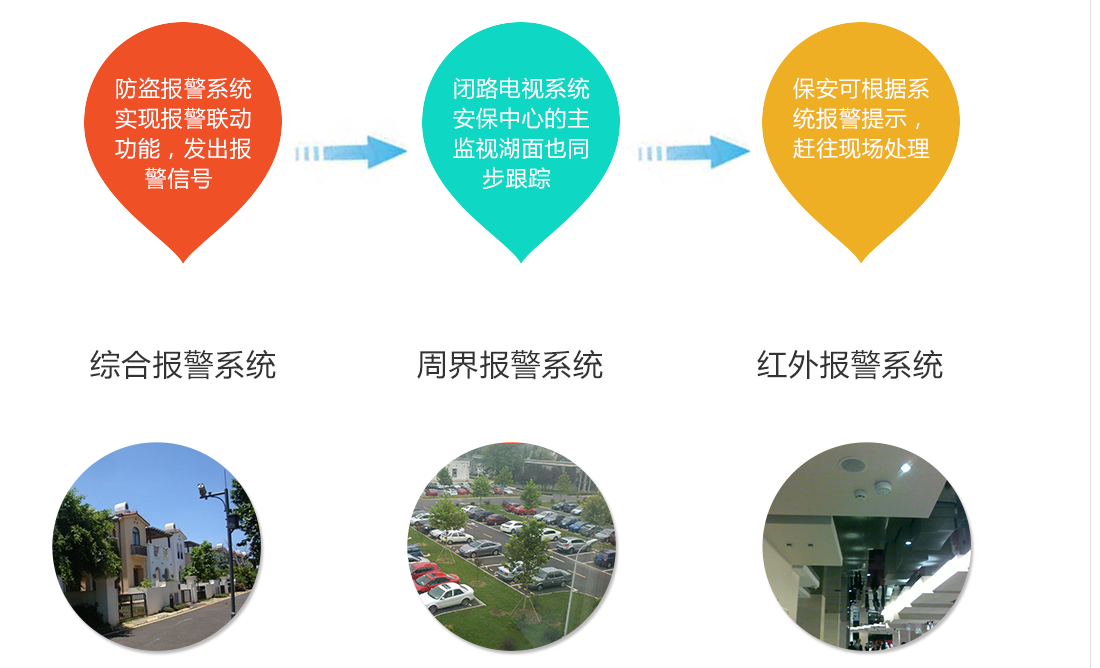 防盗报警系统
实现报警联动
功能，发出报
警信号
闭路电视系统
安保中心的主
监视湖面也同
步跟踪
保安可根据系
统报警提示，
赶往现场处理
综合报警系统
周界报警系统
红外报警系统